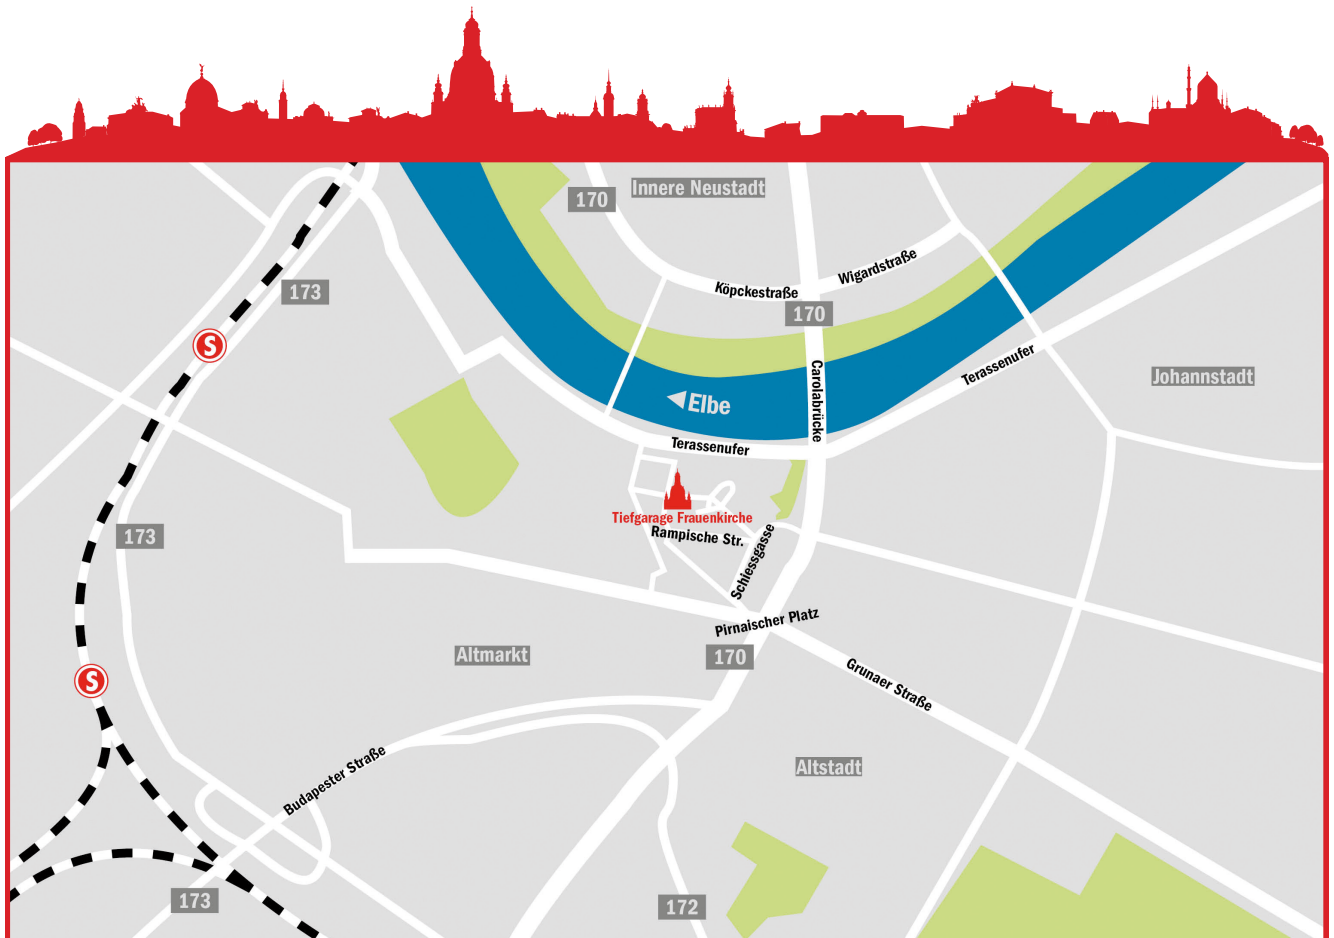 Innere Neustadt
170
173
Köpckestraße
Wigardstraße
170
Terassenufer
Johannstadt
Carolabrücke
Elbe
Terassenufer
S
Tiefgarage Frauenkirche
Rampische Str.
Schiessgasse
173
Pirnaischer Platz
Altmarkt
170
S
Grunaer Straße
Budapester Straße
Altstadt
173
172